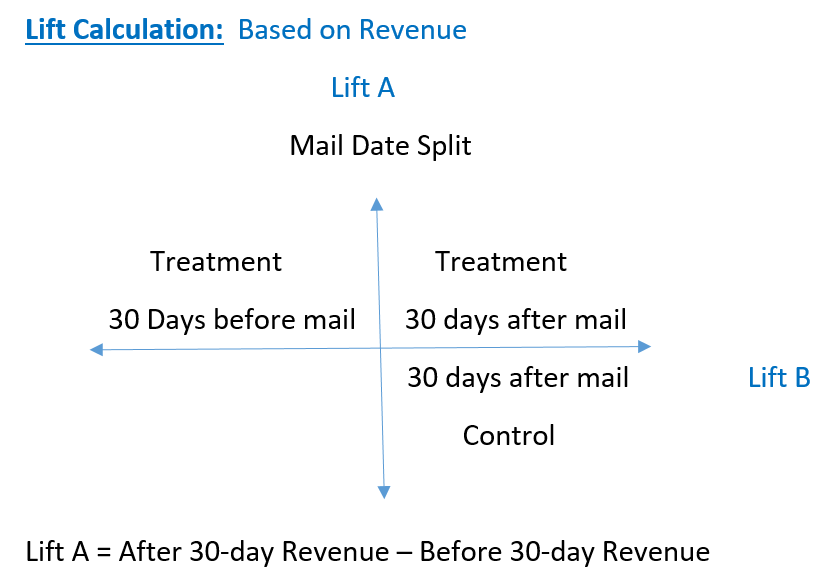 Lift Calculation: Based on Revenue
Lift A
Mail Date Split
Treatment Treatment
30 Days before mail 30 days after mail
30 days after mail Lift B
Control
Lift A = After 30-day Revenue – Before 30-day Revenue